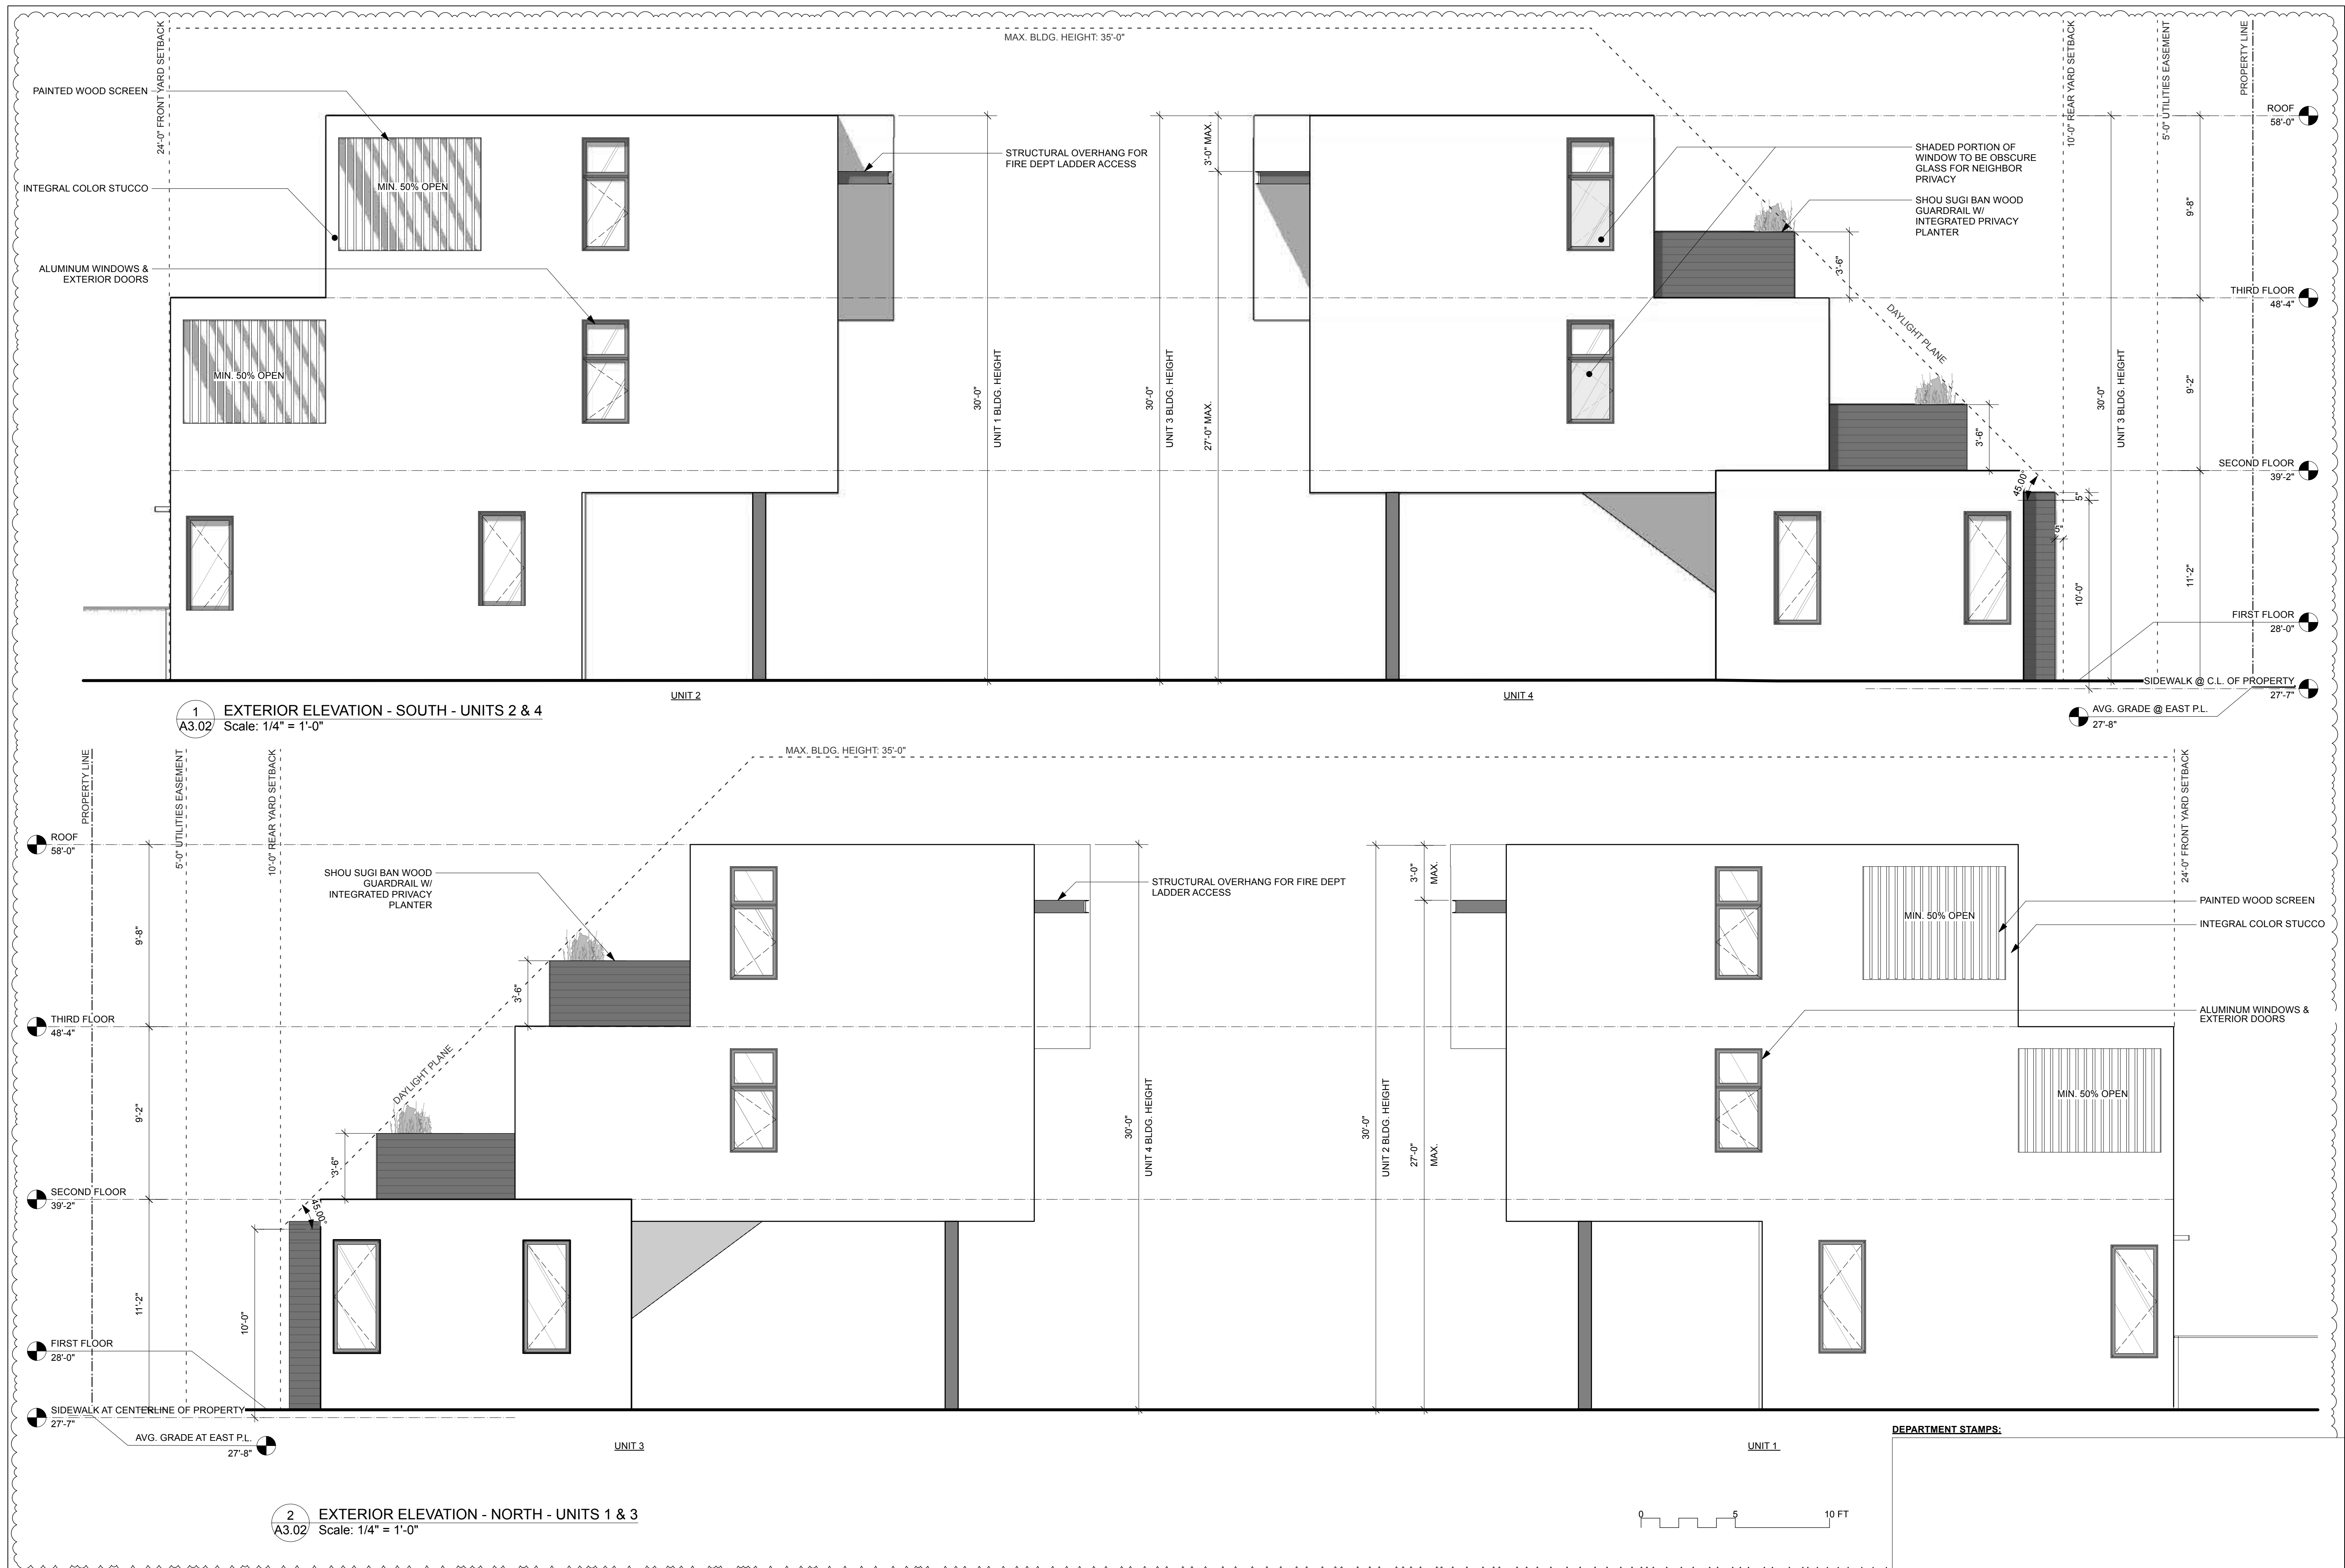 MAX. BLDG. HEIGHT: 35'-0"
24'-0" FRONT YARD SETBACK
10'-0" REAR YARD SETBACK
5'-0" UTILITIES EASEMENT
PROPERTY LINE
PAINTED WOOD SCREEN
INTEGRAL COLOR STUCCO
ALUMINUM WINDOWS &
EXTERIOR DOORS
MIN. 50% OPEN
MIN. 50% OPEN
STRUCTURAL OVERHANG FOR
FIRE DEPT LADDER ACCESS
30'-0"
UNIT 1 BLDG. HEIGHT
30'-0"
UNIT 3 BLDG. HEIGHT
3'-0" MAX.
27'-0" MAX.
SHADED PORTION OF
WINDOW TO BE OBSCURE
GLASS FOR NEIGHBOR
PRIVACY
SHOU SUGI BAN WOOD
GUARDRAIL W/
INTEGRATED PRIVACY
PLANTER
3'-6"
DAYLIGHT PLANE
3'-6"
45.00°
5"
5"
10'-0"
30'-0"
UNIT 3 BLDG. HEIGHT
9'-8"
9'-2"
11'-2"
ROOF
58'-0"
THIRD FLOOR
48'-4"
SECOND FLOOR
39'-2"
FIRST FLOOR
28'-0"
SIDEWALK @ C.L. OF PROPERTY
27'-7"
AVG. GRADE @ EAST P.L.
27'-8"
UNIT 2
UNIT 4
1
A3.02
EXTERIOR ELEVATION - SOUTH - UNITS 2 & 4
Scale: 1/4" = 1'-0"
MAX. BLDG. HEIGHT: 35'-0"
PROPERTY LINE
5'-0" UTILITIES EASEMENT
10'-0" REAR YARD SETBACK
24'-0" FRONT YARD SETBACK
ROOF
58'-0"
THIRD FLOOR
48'-4"
SECOND FLOOR
39'-2"
FIRST FLOOR
28'-0"
SIDEWALK AT CENTERLINE OF PROPERTY
27'-7"
AVG. GRADE AT EAST P.L.
27'-8"
9'-8"
9'-2"
11'-2"
10'-0"
SHOU SUGI BAN WOOD
GUARDRAIL W/
INTEGRATED PRIVACY
PLANTER
3'-6"
DAYLIGHT PLANE
3'-6"
45.00°
STRUCTURAL OVERHANG FOR FIRE DEPT
LADDER ACCESS
30'-0"
UNIT 4 BLDG. HEIGHT
30'-0"
UNIT 2 BLDG. HEIGHT
3'-0"
MAX.
27'-0"
MAX.
MIN. 50% OPEN
MIN. 50% OPEN
PAINTED WOOD SCREEN
INTEGRAL COLOR STUCCO
ALUMINUM WINDOWS &
EXTERIOR DOORS
UNIT 3
UNIT 1
DEPARTMENT STAMPS:
2
A3.02
EXTERIOR ELEVATION - NORTH - UNITS 1 & 3
Scale: 1/4" = 1'-0"
0
5
10 FT